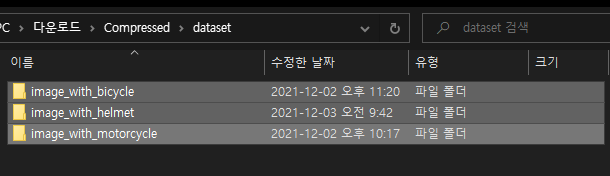 PC > 다운로드 > Compressed > dataset
dataset 검색
이름 수정한 날짜 유형 크기
image_with_bicycle 2021-12-02 오후 11:20 파일 폴더
image_with_helmet 2021-12-03 오전 9:42 파일 폴더
image_with_motorcycle 2021-12-02 오후 10:17 파일 폴더